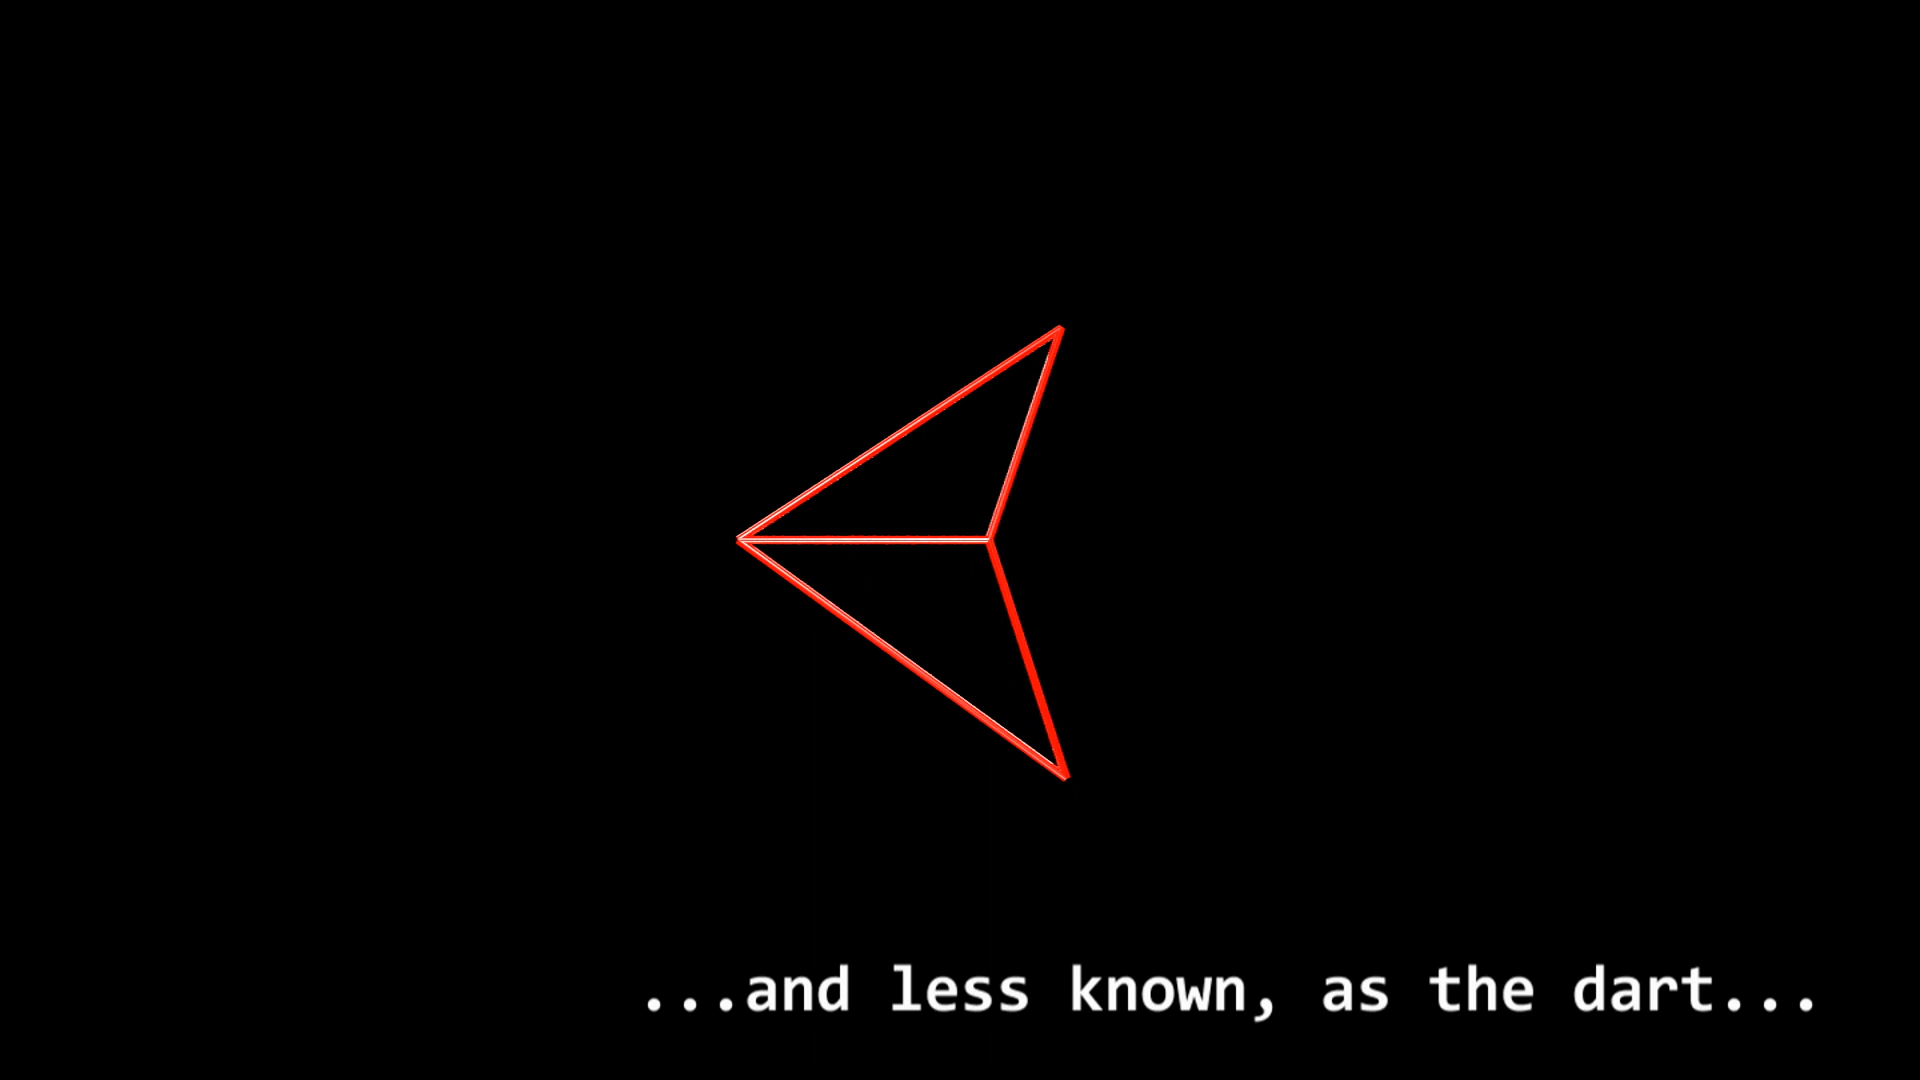 ...and less known, as the dart...